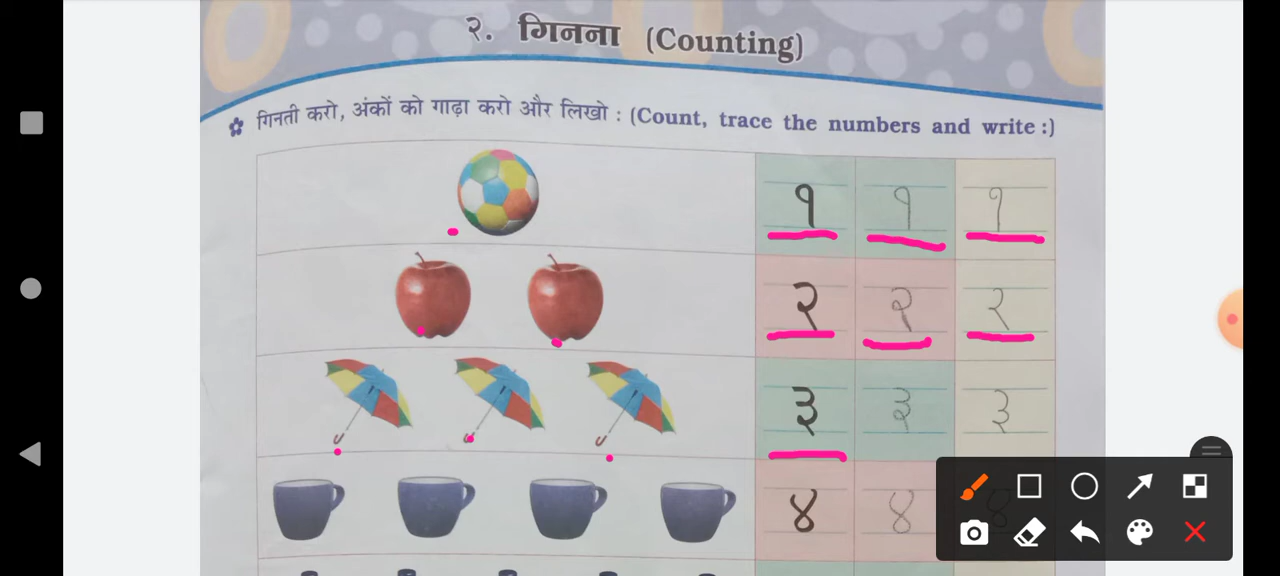 २. गिनना (Counting)
गिनती करो, अंकों को गाढ़ा करो और लिखो : (Count, trace the numbers and write :)
१ १ १
२ २ २
३ ३ ३
४ ४ ४